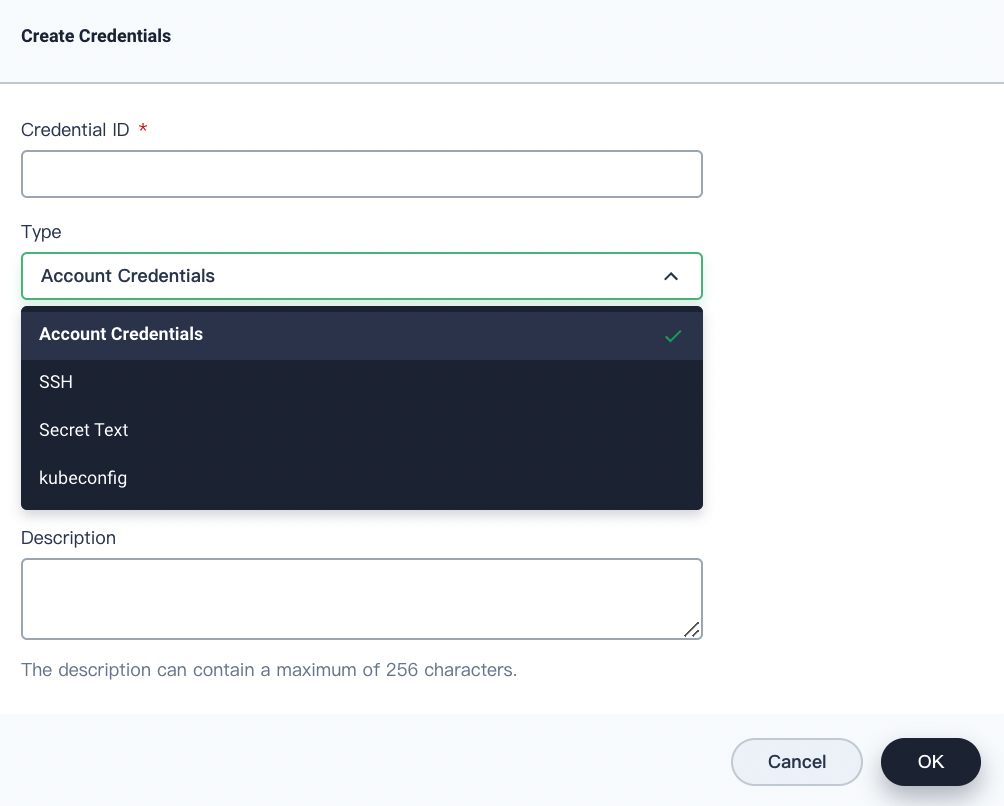 Create Credentials
Credential ID *
Type
Account Credentials
Account Credentials
SSH
Secret Text
kubeconfig
Description
The description can contain a maximum of 256 characters.
Cancel
OK